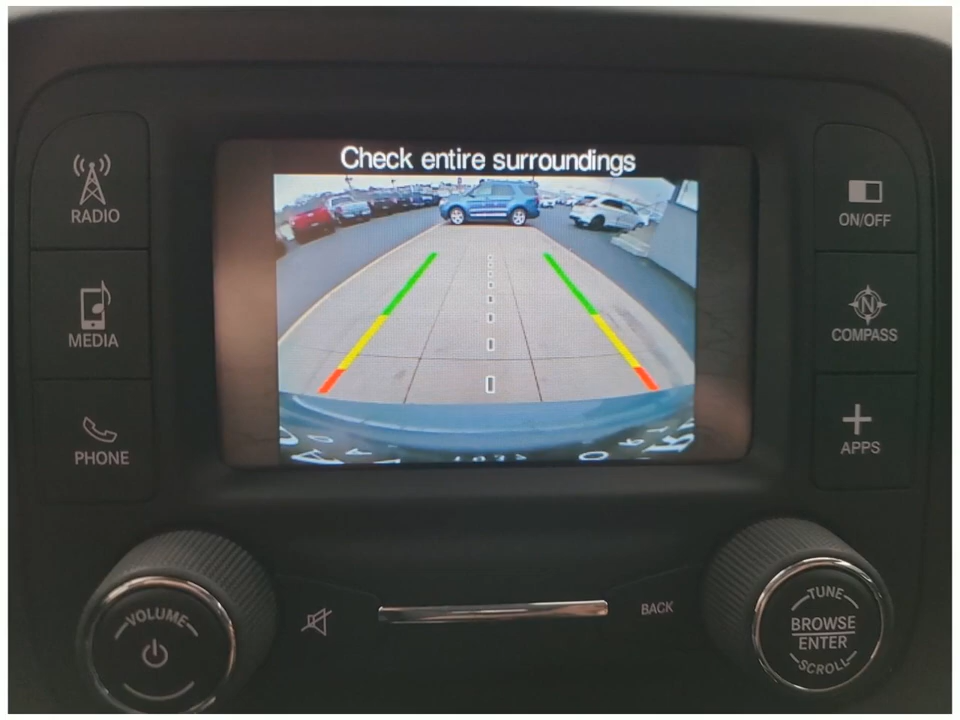 Check entire surroundings
RADIO
MEDIA
PHONE
ON/OFF
N
COMPASS
APPS
VOLUME
BACK
TUNE
BROWSE
ENTER
SCROLL